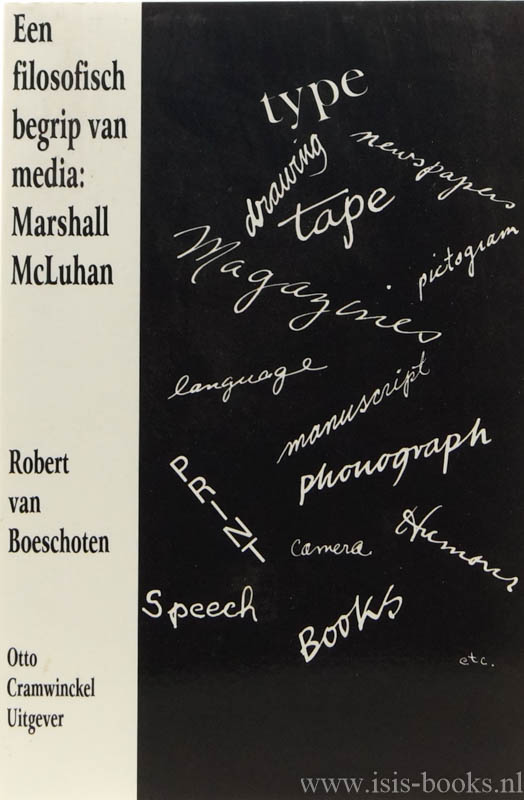 Een
filosofisch
begrip van
media:
Marshall
McLuhan
Robert
van
Boeschoten
Otto
Cramwinckel
Uitgever
type
drawing
newspapers
tape
pictogram
Magazines
language
manuscript
phonograph
PRINT
camera
Humour
Speech
BOOKS
etc.
www.isis-books.nl